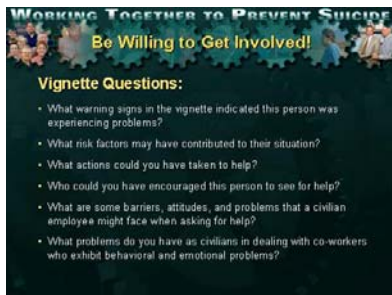 WORKING TOGETHER TO PREVENT SUICID
Be Willing to Get Involved!
Vignette Questions:
• What warning signs in the vignette indicated this person was
experiencing problems?
• What risk factors may have contributed to their situation?
• What actions could you have taken to help?
• Who could you have encouraged this person to see for help?
• What are some barriers, attitudes, and problems that a civilian
employee might face when asking for help?
• What problems do you have as civilians in dealing with co-workers
who exhibit behavioral and emotional problems?